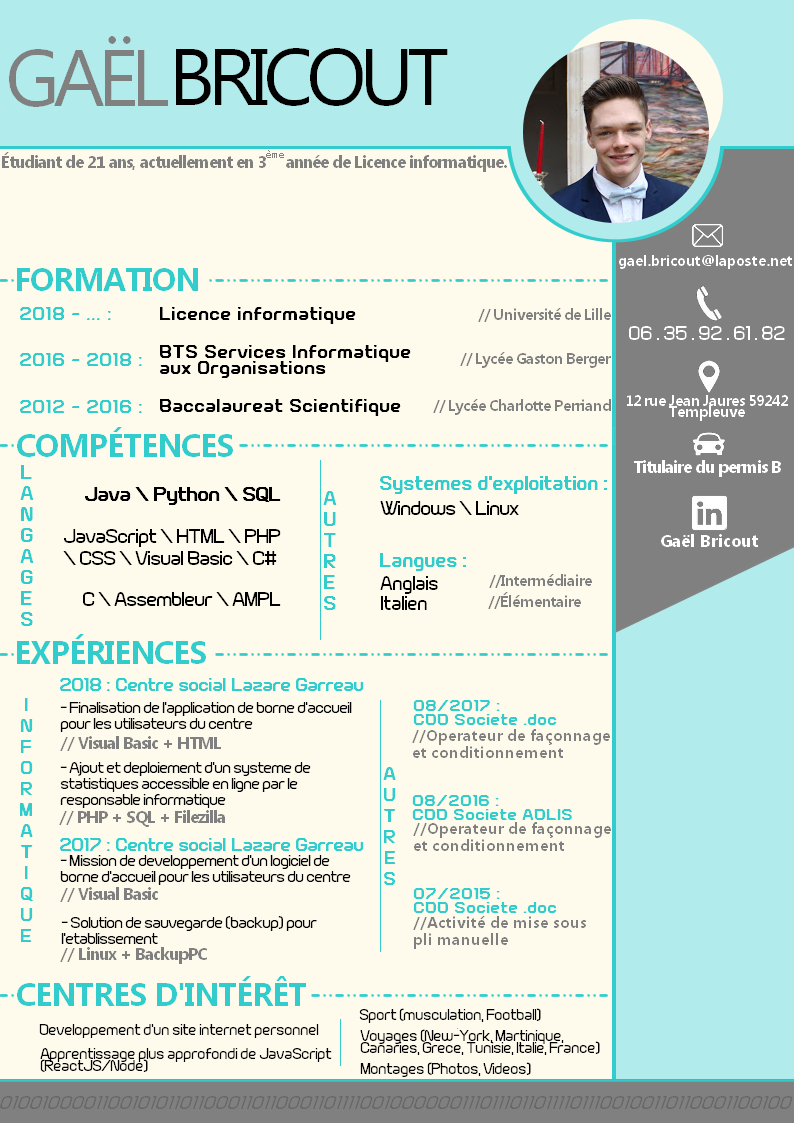 GAËL BRICOUT
Étudiant de 21 ans, actuellement en 3ème année de Licence informatique.
gael.bricout@laposte.net
06.35.92.61.82
12 rue Jean Jaures 59242
Templeuve
Titulaire du permis B
in
Gaël Bricout
FORMATION
2018 - ... : Licence informatique // Université de Lille
2016 - 2018 : BTS Services Informatique
aux Organisations // Lycée Gaston Berger
2012 - 2016 : Baccalaureat Scientifique // Lycée Charlotte Perriand
COMPÉTENCES
LANGAGES
Java \ Python \ SQL
JavaScript \ HTML \ PHP
\ CSS \ Visual Basic \ C#
C \ Assembleur \ AMPL
AUTRES
Systemes d'exploitation :
Windows \ Linux
Langues :
Anglais //Intermédiaire
Italien //Élémentaire
EXPÉRIENCES
INFORMATIQUE
2018 : Centre social Lazare Garreau
- Finalisation de l'application de borne d'accueil
pour les utilisateurs du centre
// Visual Basic + HTML
- Ajout et deploiement d'un systeme de
statistiques accessible en ligne par le
responsable informatique
// PHP + SQL + Filezilla
2017 : Centre social Lazare Garreau
- Mission de developpement d'un logiciel de
borne d'accueil pour les utilisateurs du centre
// Visual Basic
- Solution de sauvegarde (backup) pour
l'etablissement
// Linux + BackupPC
AUTRES
08/2017 :
CDD Societe .doc
//Operateur de façonnage
et conditionnement
08/2016 :
CDD Societe ADLIS
//Operateur de façonnage
et conditionnement
07/2015 :
CDD Societe .doc
//Activité de mise sous
pli manuelle
CENTRES D'INTÉRÊT
Developpement d'un site internet personnel
Apprentissage plus approfondi de JavaScript
(ReactJS/Node)
Sport (musculation, Football)
Voyages (New-York, Martinique,
Canaries, Grece, Tunisie, Italie, France)
Montages (Photos, Videos)